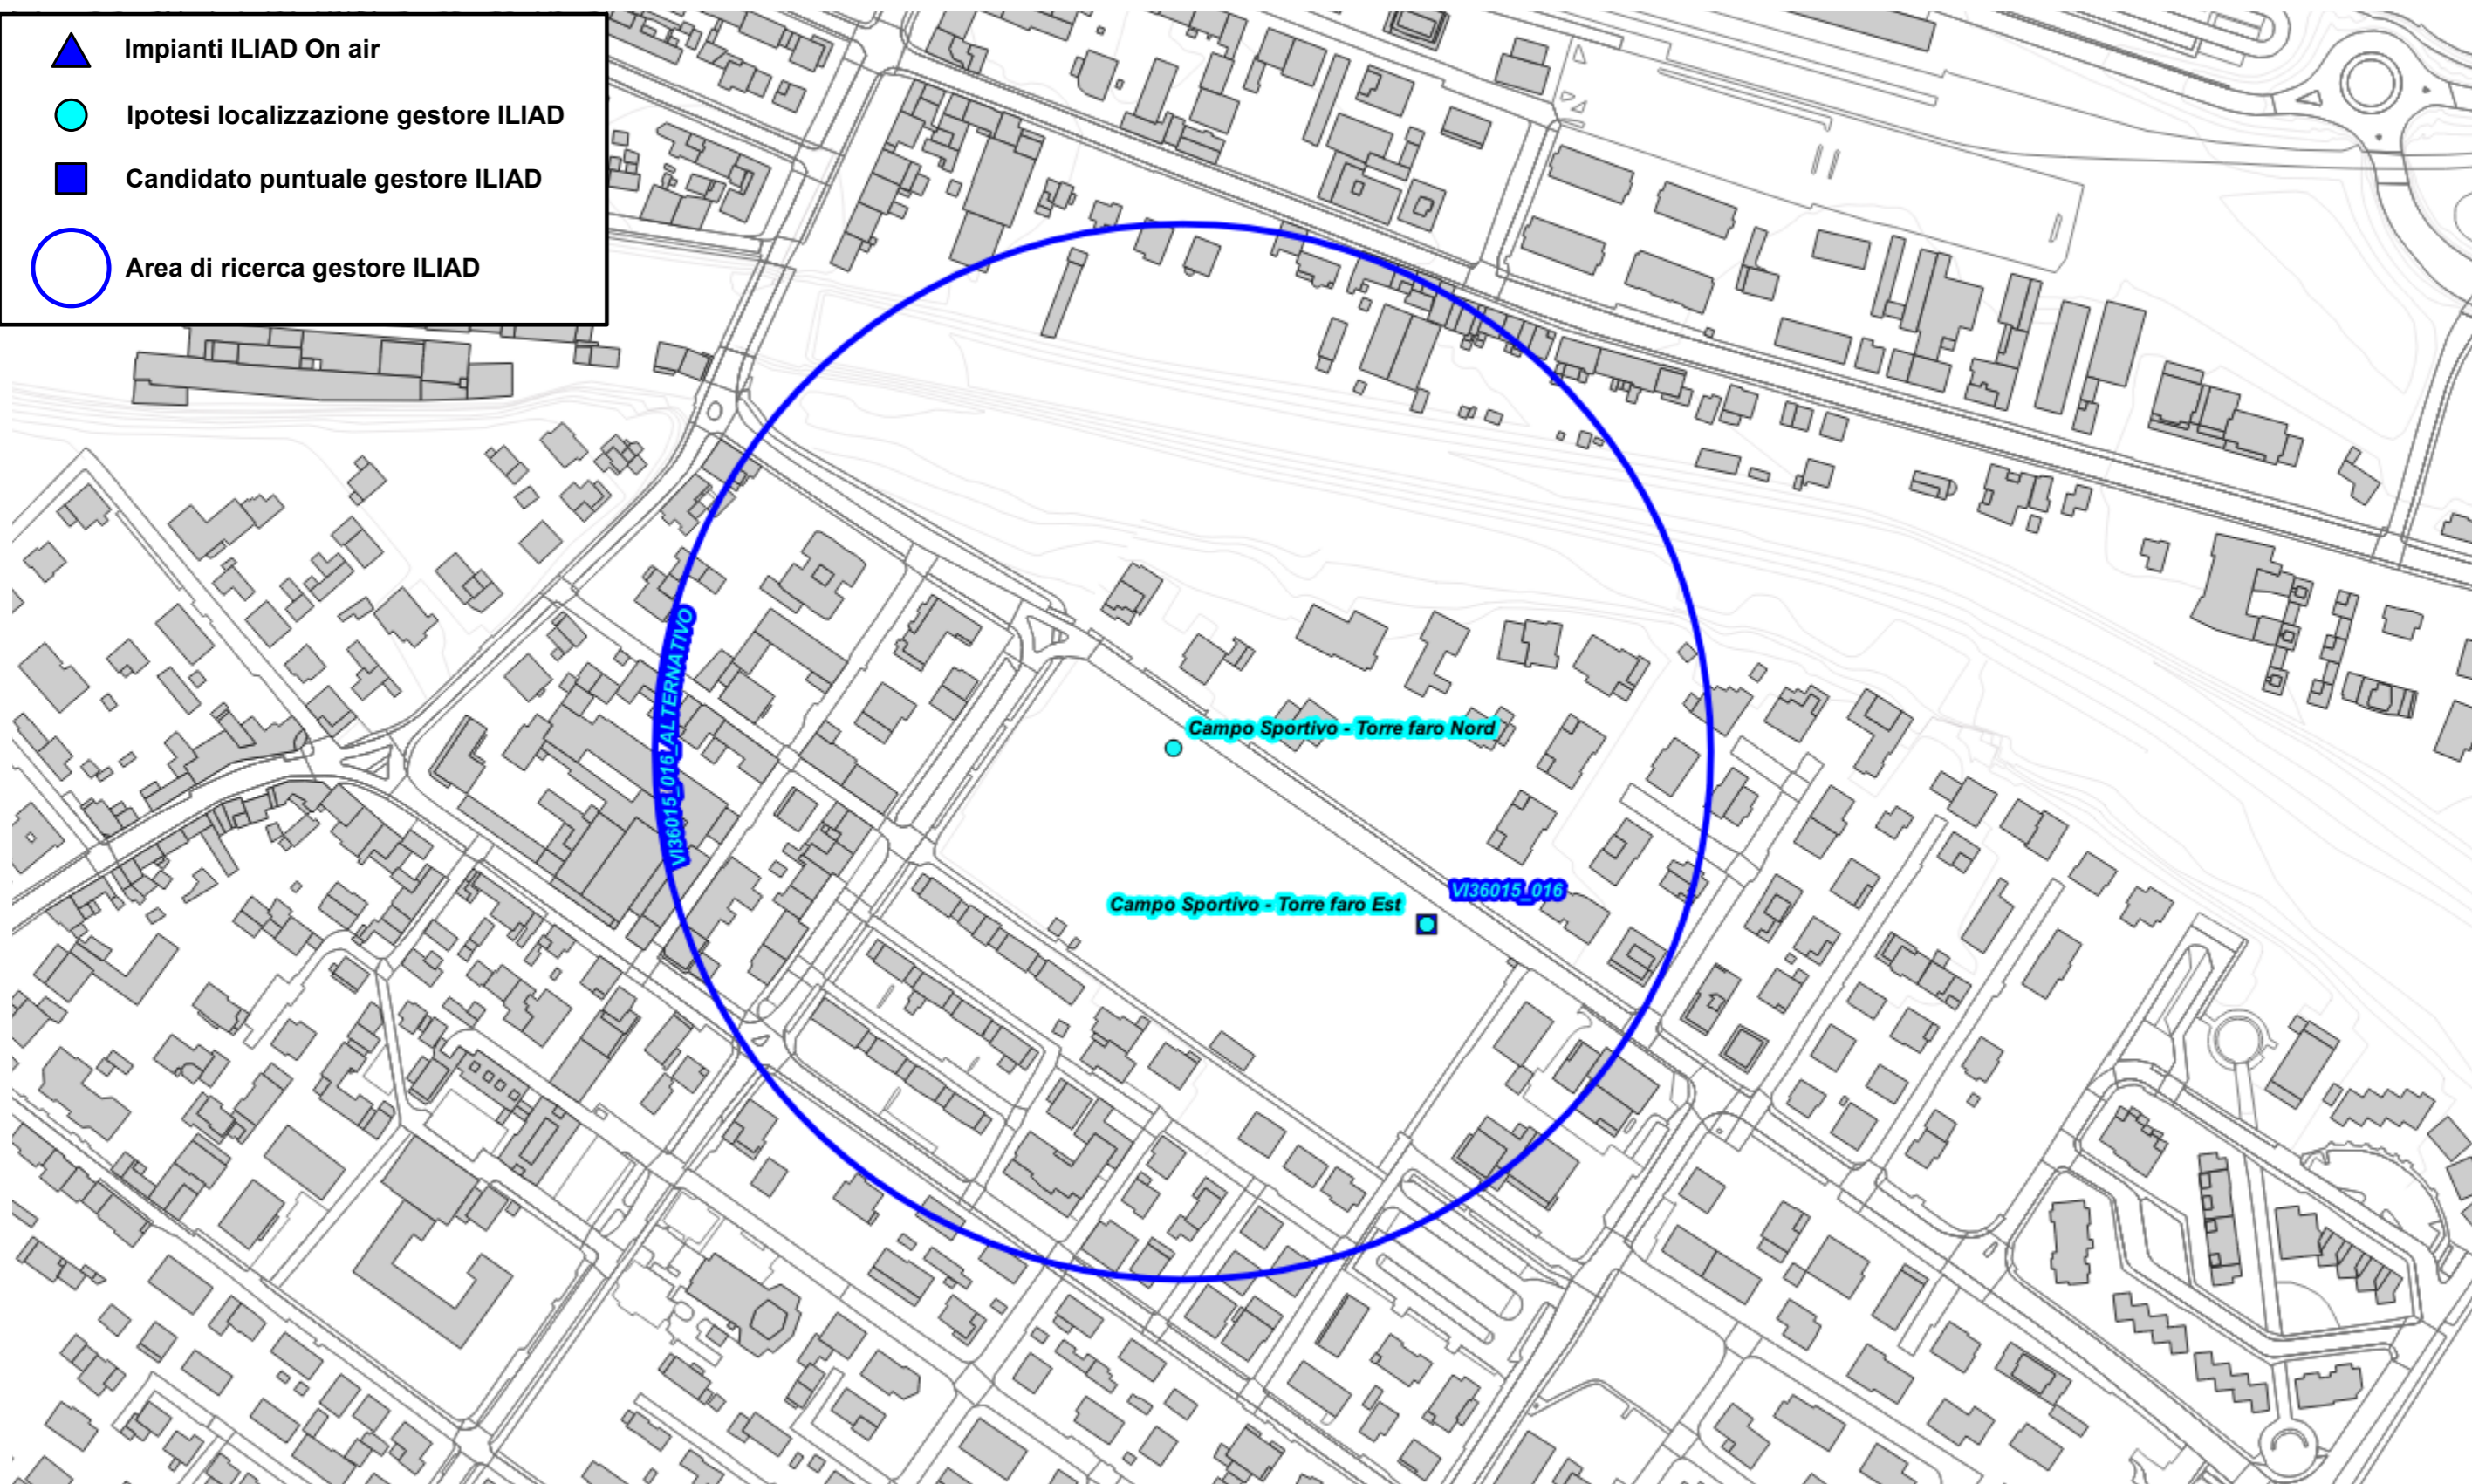 Impianti ILIAD On air
Ipotesi localizzazione gestore ILIAD
Candidato puntuale gestore ILIAD
Area di ricerca gestore ILIAD
VI36015_016_ALTERNATIVO
Campo Sportivo - Torre faro Nord
Campo Sportivo - Torre faro Est
VI36015_016